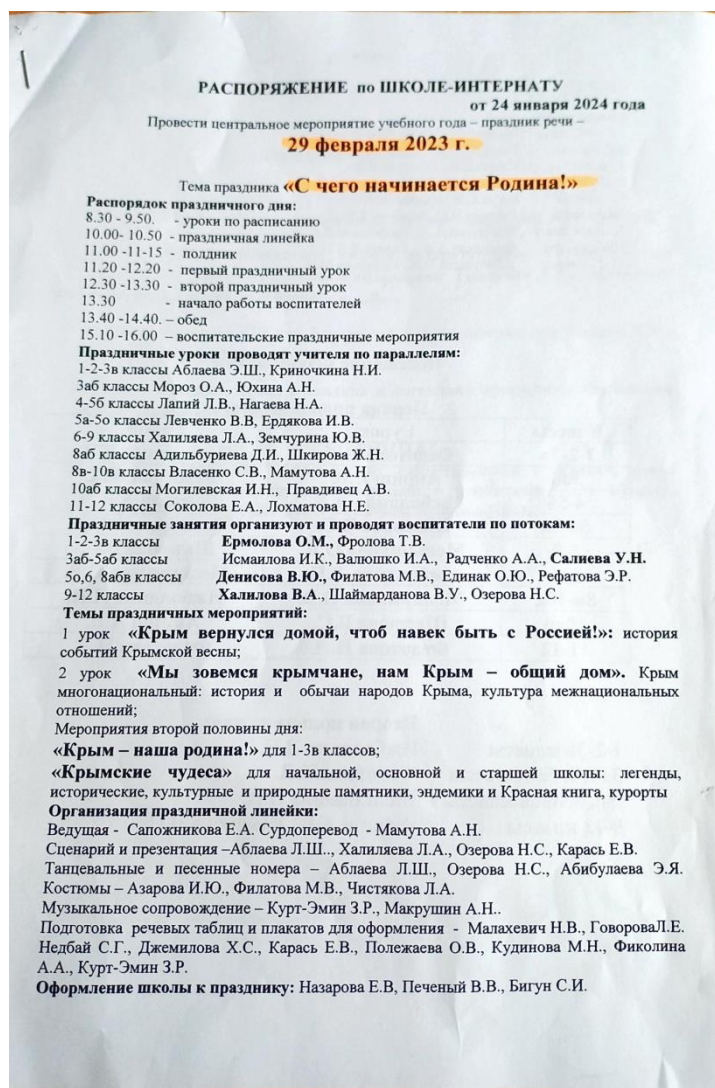 РАСПОРЯЖЕНИЕ по ШКОЛЕ-ИНТЕРНАТУ
от 24 января 2024 года
Провести центральное мероприятие учебного года – праздник речи –
29 февраля 2023 г.
Тема праздника «С чего начинается Родина!»
Распорядок праздничного дня:
8.30 - 9.50. - уроки по расписанию
10.00- 10.50 - праздничная линейка
11.00 -11-15 - полдник
11.20 -12.20 - первый праздничный урок
12.30 -13.30 - второй праздничный урок
13.30 - начало работы воспитателей
13.40 -14.40. – обед
15.10 -16.00 – воспитательские праздничные мероприятия
Праздничные уроки проводят учителя по параллелям:
1-2-3в классы Аблаева Э.Ш., Криночкина Н.И.
3аб классы Мороз О.А., Юхина А.Н.
4-5б классы Лапий Л.В., Нагаева Н.А.
5а-5о классы Левченко В.В, Ердякова И.В.
6-9 классы Халиляева Л.А., Земчурина Ю.В.
8аб классы Адильбуриева Д.И., Шкирова Ж.Н.
8в-10в классы Власенко С.В., Мамутова А.Н.
10аб классы Могилевская И.Н., Правдивец А.В.
11-12 классы Соколова Е.А., Лохматова Н.Е.
Праздничные занятия организуют и проводят воспитатели по потокам:
1-2-3в классы Ермолова О.М., Фролова Т.В.
3аб-5аб классы Исмаилова И.К., Валюшко И.А., Радченко А.А., Салиева У.Н.
5о,6, 8абв классы Денисова В.Ю., Филатова М.В., Единак О.Ю., Рефатова Э.Р.
9-12 классы Халилова В.А., Шаймарданова В.У., Озерова Н.С.
Темы праздничных мероприятий:
1 урок «Крым вернулся домой, чтоб навек быть с Россией!»: история
событий Крымской весны;
2 урок «Мы зовемся крымчане, нам Крым – общий дом». Крым
многонациональный: история и обычаи народов Крыма, культура межнациональных
отношений;
Мероприятия второй половины дня:
«Крым – наша родина!» для 1-3в классов;
«Крымские чудеса» для начальной, основной и старшей школы: легенды,
исторические, культурные и природные памятники, эндемики и Красная книга, курорты
Организация праздничной линейки:
Ведущая - Сапожникова Е.А. Сурдоперевод - Мамутова А.Н.
Сценарий и презентация –Аблаева Л.Ш.., Халиляева Л.А., Озерова Н.С., Карась Е.В.
Танцевальные и песенные номера – Аблаева Л.Ш., Озерова Н.С., Абибулаева Э.Я.
Костюмы – Азарова И.Ю., Филатова М.В., Чистякова Л.А.
Музыкальное сопровождение – Курт-Эмин З.Р., Макрушин А.Н..
Подготовка речевых таблиц и плакатов для оформления - Малахевич Н.В., ГовороваЛ.Е.
Недбай С.Г., Джемилова Х.С., Карась Е.В., Полежаева О.В., Кудинова М.Н., Фиколина
А.А., Курт-Эмин З.Р.
Оформление школы к празднику: Назарова Е.В, Печеный В.В., Бигун С.И.